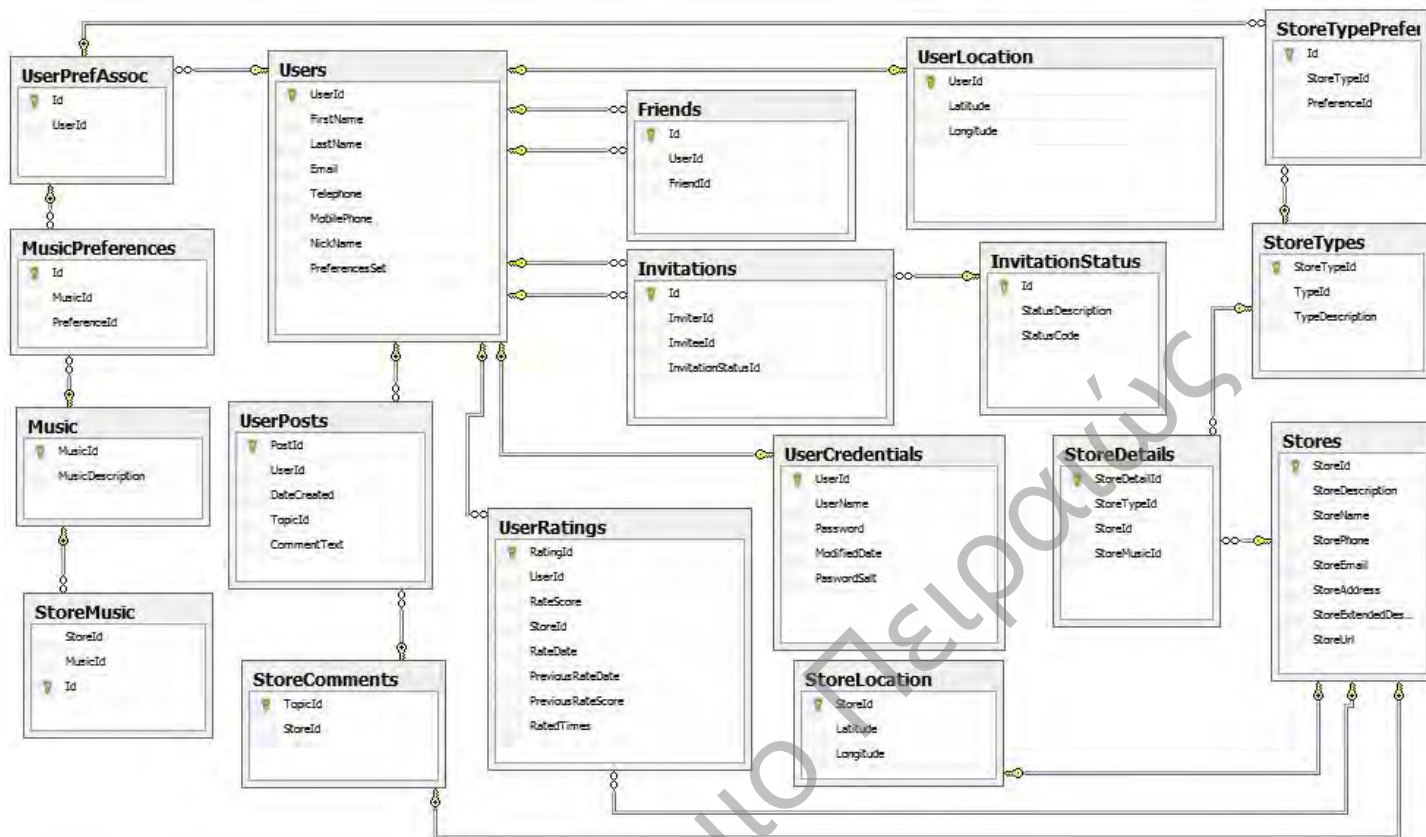 UserPrefAssoc
Id
UserId
Users
UserId
FirstName
LastName
Email
Telephone
MobilePhone
NickName
PreferencesSet
Friends
Id
UserId
FriendId
UserLocation
UserId
Latitude
Longitude
StoreTypePrefer
Id
StoreTypeId
PreferenceId
MusicPreferences
Id
MusicId
PreferenceId
Invitations
Id
InviterId
InviteeId
InvitationStatusId
InvitationStatus
Id
StatusDescription
StatusCode
StoreTypes
StoreTypeId
TypeId
TypeDescription
Music
MusicId
MusicDescription
UserPosts
PostId
UserId
DateCreated
TopicId
CommentText
UserCredentials
UserId
UserName
Password
ModifiedDate
PaswordSalt
StoreDetails
StoreDetailId
StoreTypeId
StoreId
StoreMusicId
Stores
StoreId
StoreDescription
StoreName
StorePhone
StoreEmail
StoreAddress
StoreExtendedDes...
StoreUrl
UserRatings
RatingId
UserId
RateScore
StoreId
RateDate
PreviousRateDate
PreviousRateScore
RatedTimes
StoreMusic
StoreId
MusicId
Id
StoreComments
TopicId
StoreId
StoreLocation
StoreId
Latitude
Longitude
ιο Πειραιώς